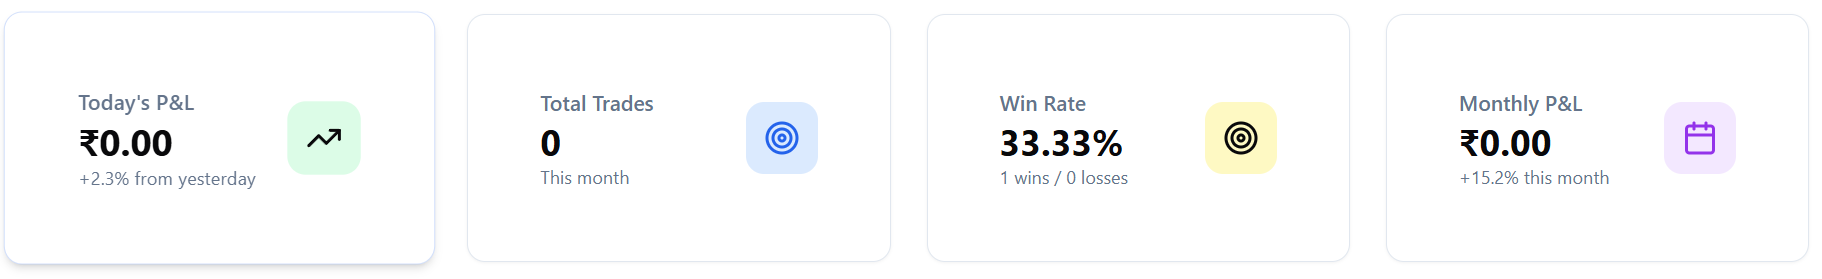 Today's P&L
₹0.00
+2.3% from yesterday
Total Trades
0
This month
Win Rate
33.33%
1 wins / 0 losses
Monthly P&L
₹0.00
+15.2% this month